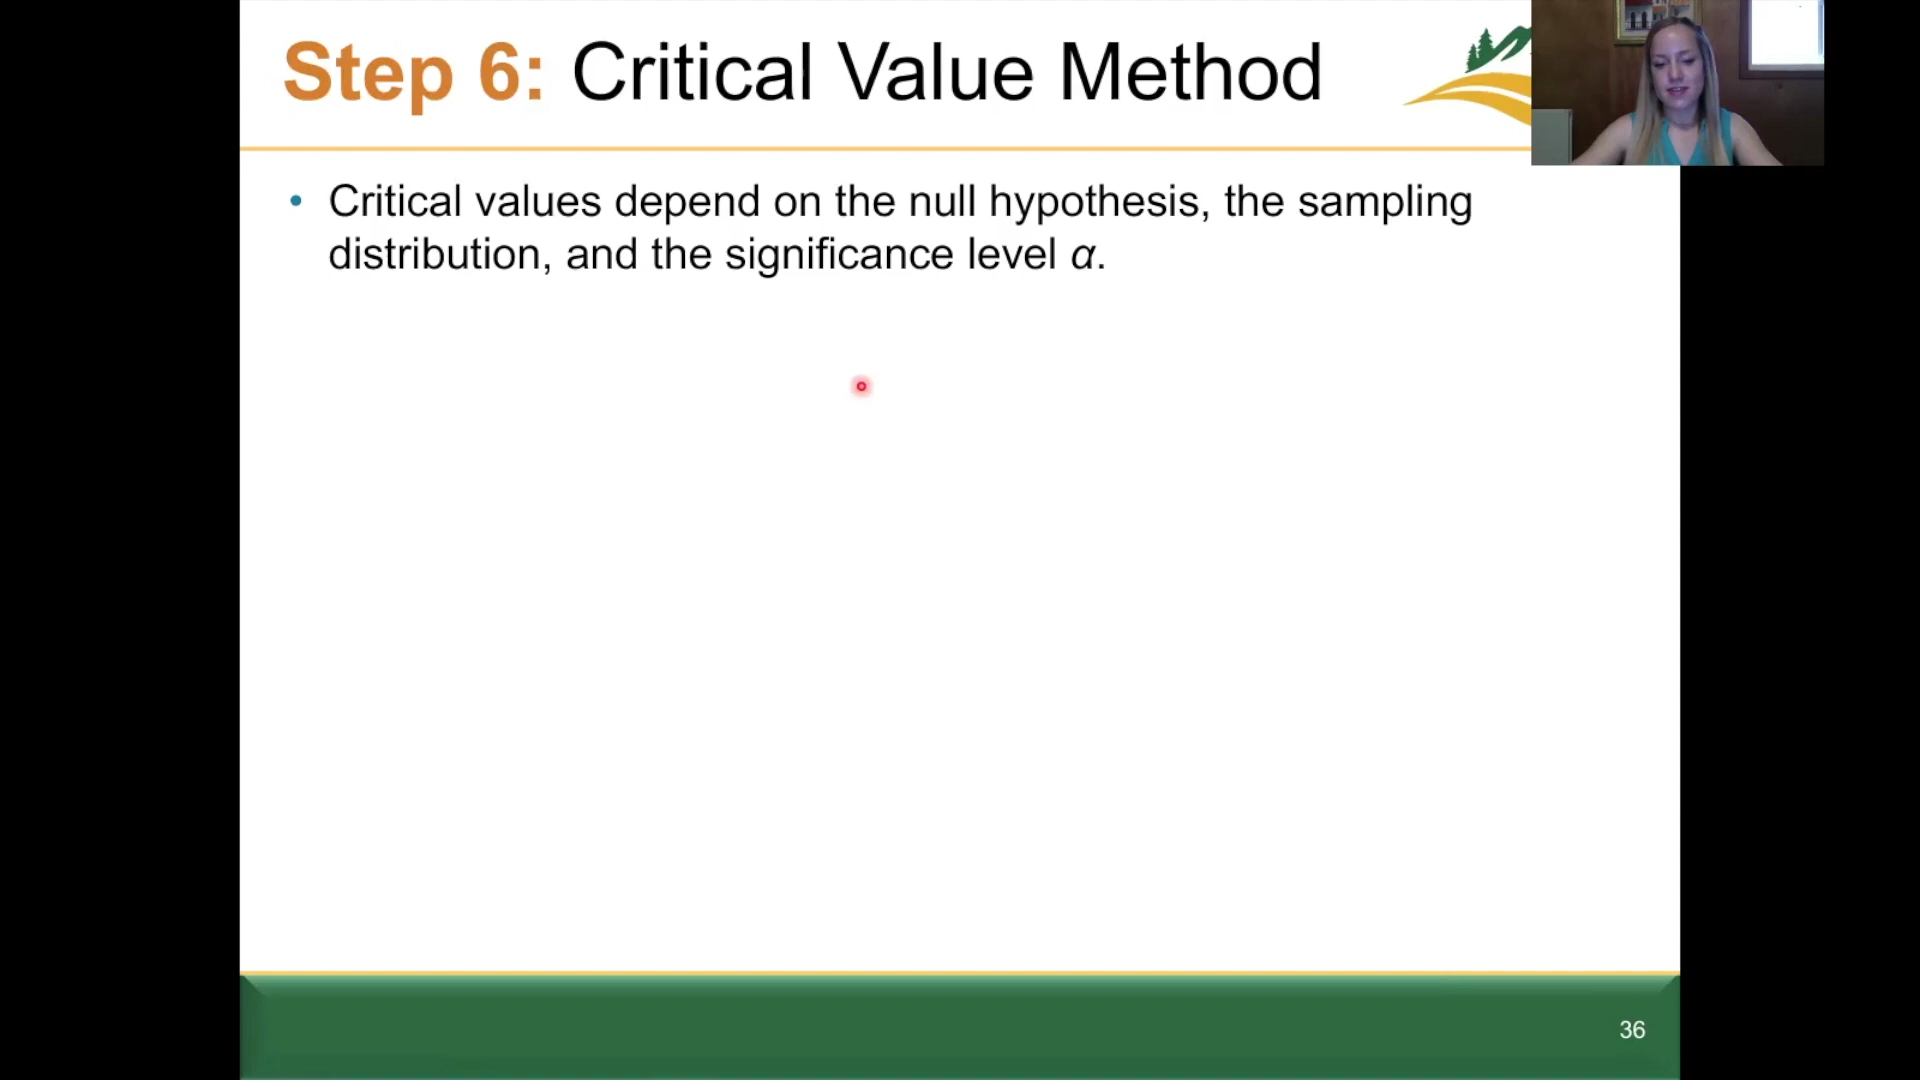 Step 6: Critical Value Method
• Critical values depend on the null hypothesis, the sampling
distribution, and the significance level α.
36